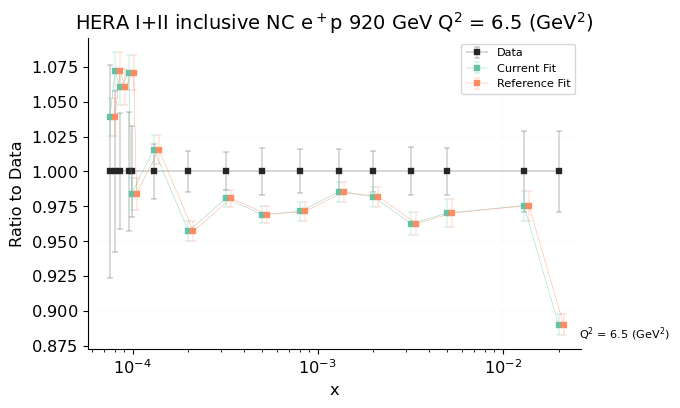 HERA I+II inclusive NC e⁺p 920 GeV Q² = 6.5 (GeV²)
Ratio to Data
1.075
1.050
1.025
1.000
0.975
0.950
0.925
0.900
0.875
Data
Current Fit
Reference Fit
Q² = 6.5 (GeV²)
10⁻⁴ 10⁻³ 10⁻²
x